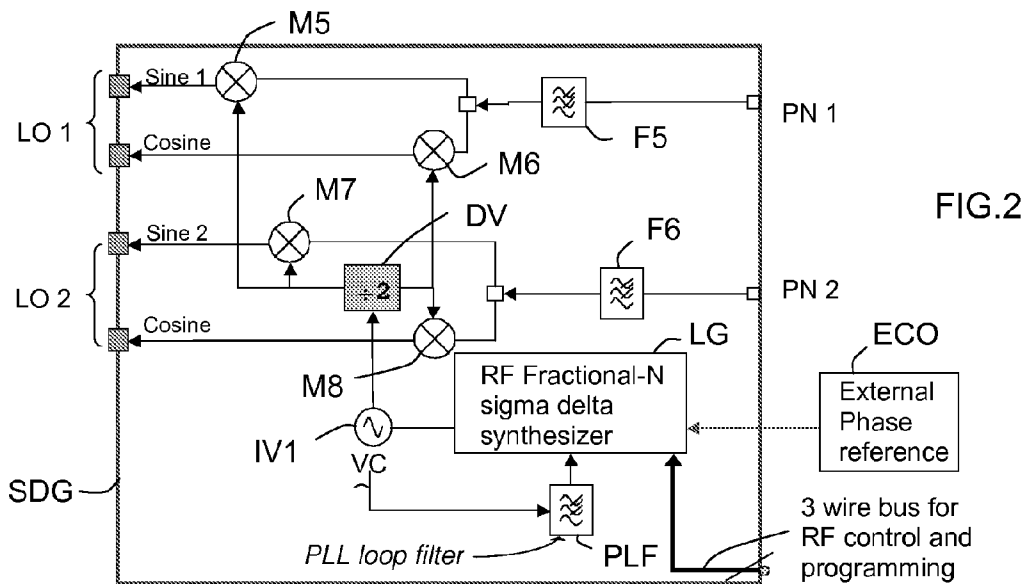 M5
Sine 1
LO 1
PN 1
F5
Cosine
M6
M7
DV
FIG.2
Sine 2
F6
÷ 2
LO 2
PN 2
Cosine
LG
ECO
M8
RF Fractional-N
sigma delta
synthesizer
External
Phase
reference
IV1
VC
SDG
3 wire bus for
RF control and
programming
PLL loop filter
PLF